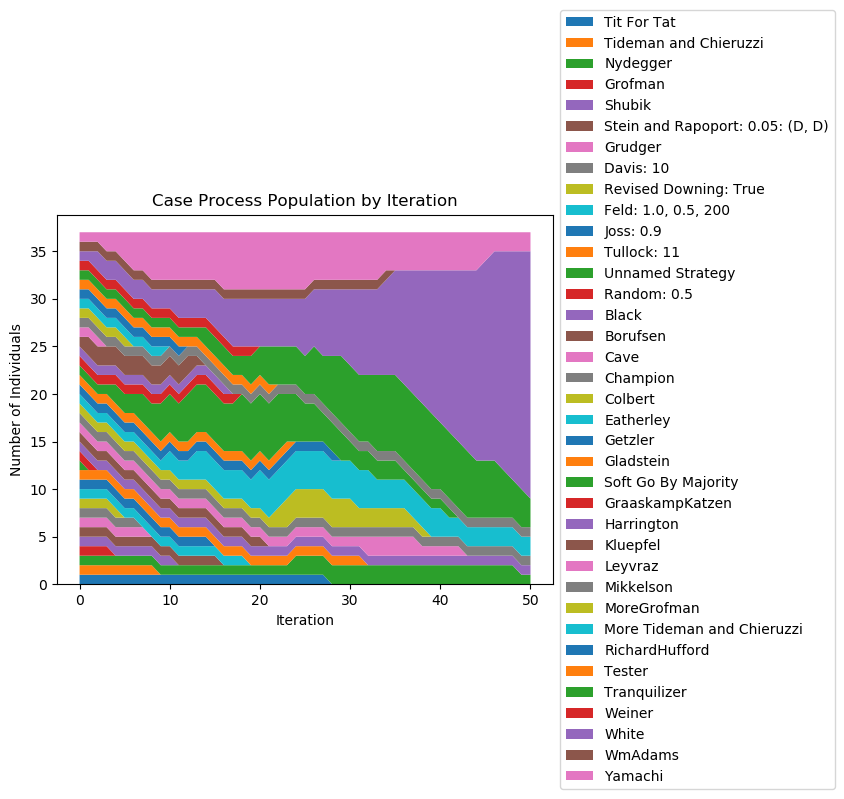 Case Process Population by Iteration
Number of Individuals
35
30
25
20
15
10
5
0
0 10 20 30 40 50
Iteration
Tit For Tat
Tideman and Chieruzzi
Nydegger
Grofman
Shubik
Stein and Rapoport: 0.05: (D, D)
Grudger
Davis: 10
Revised Downing: True
Feld: 1.0, 0.5, 200
Joss: 0.9
Tullock: 11
Unnamed Strategy
Random: 0.5
Black
Borufsen
Cave
Champion
Colbert
Eatherley
Getzler
Gladstein
Soft Go By Majority
GraaskampKatzen
Harrington
Kluepfel
Leyvraz
Mikkelson
MoreGrofman
More Tideman and Chieruzzi
RichardHufford
Tester
Tranquilizer
Weiner
White
WmAdams
Yamachi